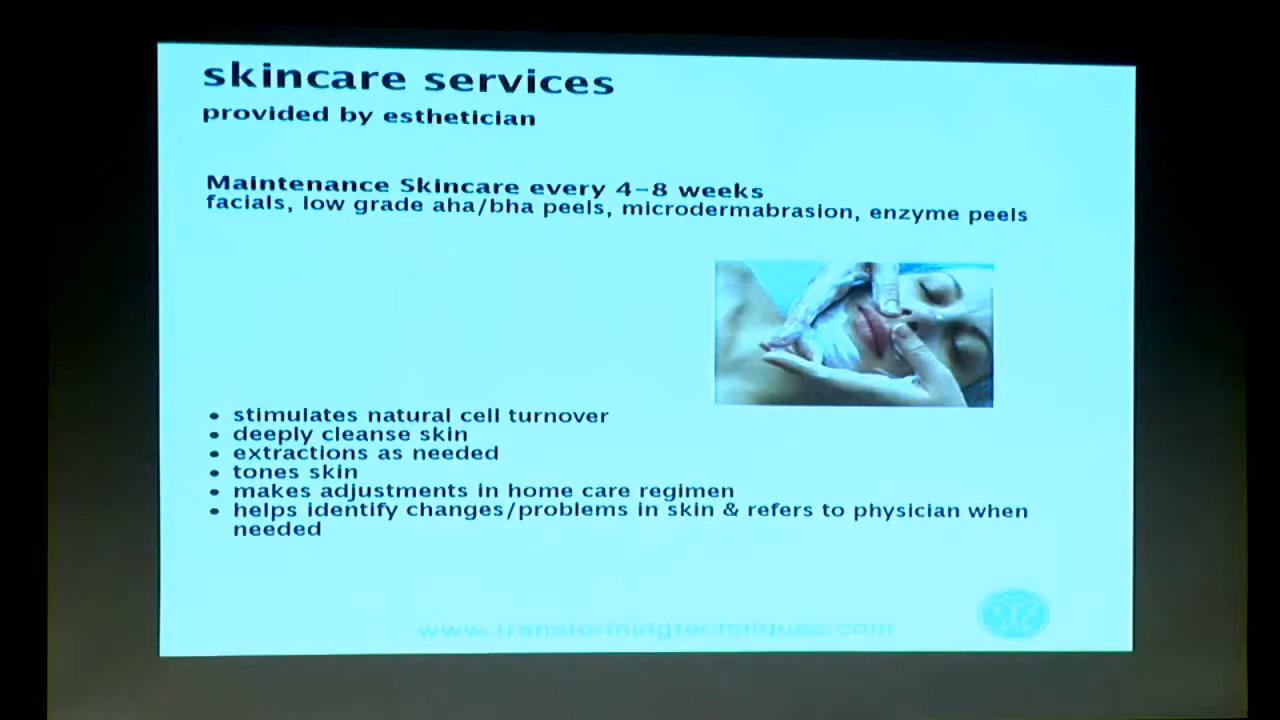 skincare services
provided by esthetician
Maintenance Skincare every 4-8 weeks
facials, low grade aha/bha peels, microdermabrasion, enzyme peels
• stimulates natural cell turnover
• deeply cleanse skin
• extractions as needed
• tones skin
• makes adjustments in home care regimen
• helps identify changes/problems in skin & refers to physician when
needed
www.transformingtechniques.com